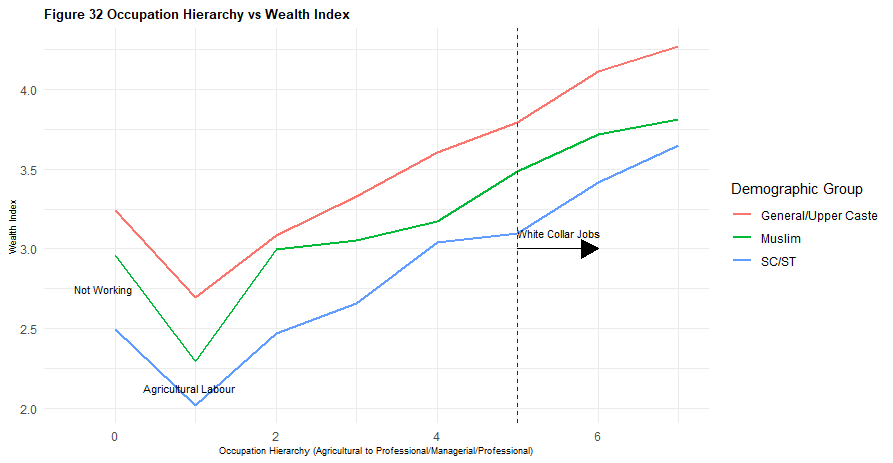 Figure 32 Occupation Hierarchy vs Wealth Index
Wealth Index
4.0
3.5
3.0
2.5
2.0
Not Working
Agricultural Labour
White Collar Jobs
0
2
4
6
Occupation Hierarchy (Agricultural to Professional/Managerial/Professional)
Demographic Group
General/Upper Caste
Muslim
SC/ST